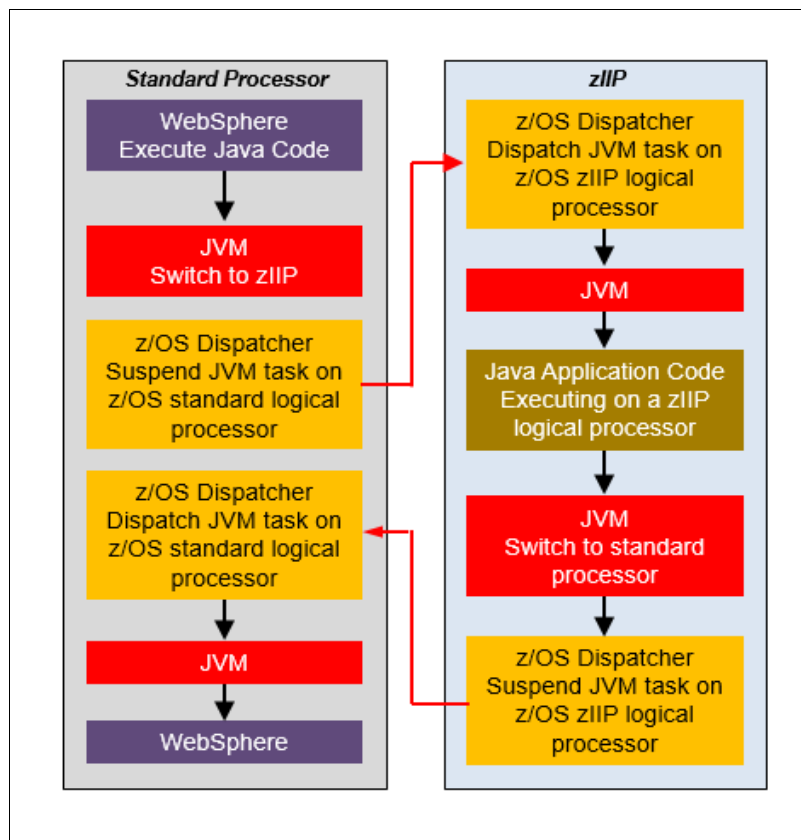 Standard Processor
WebSphere
Execute Java Code
JVM
Switch to zIIP
z/OS Dispatcher
Suspend JVM task on
z/OS standard logical
processor
z/OS Dispatcher
Dispatch JVM task on
z/OS standard logical
processor
JVM
WebSphere
zIIP
z/OS Dispatcher
Dispatch JVM task on
z/OS zIIP logical
processor
JVM
Java Application Code
Executing on a zIIP
logical processor
JVM
Switch to standard
processor
z/OS Dispatcher
Suspend JVM task on
z/OS zIIP logical
processor